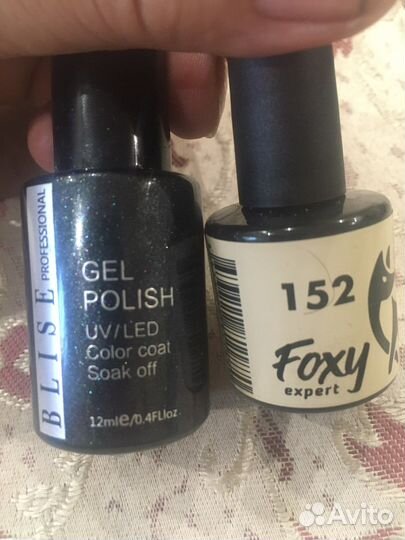 BLISE PROFESSIONAL
GEL
POLISH
UV/LED
Color coat
Soak off
12ml℮/0.4Fl.oz.
152
Foxy
expert
Avito